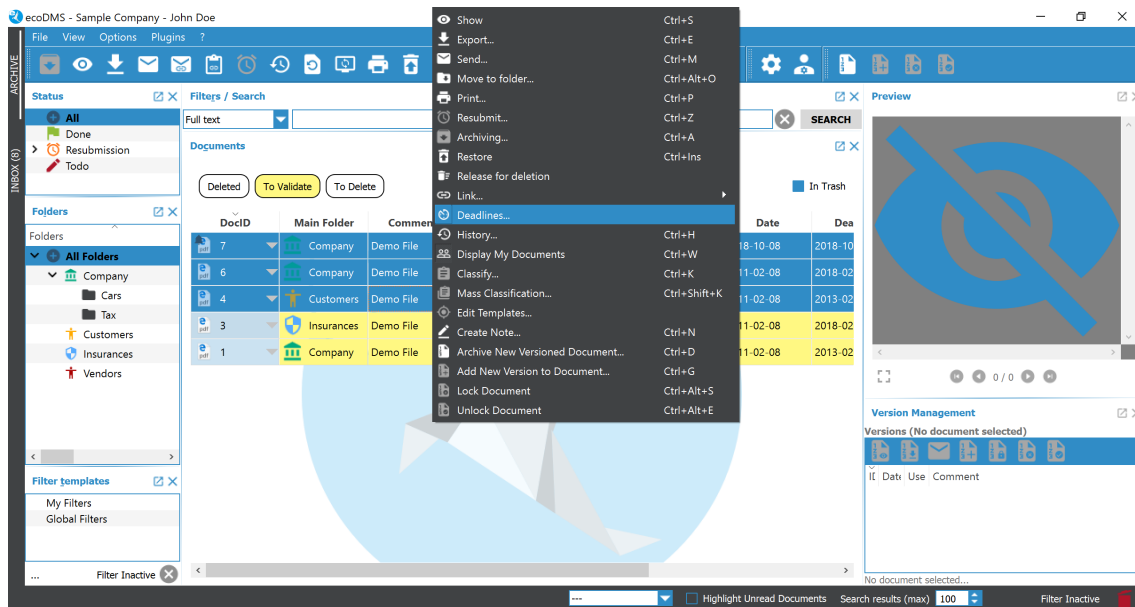 ecoDMS - Sample Company - John Doe
File View Options Plugins ?
ARCHIVE
INBOX (8)
Status
All
Done
Resubmission
Todo
Folders
Folders
All Folders
Company
Cars
Tax
Customers
Insurances
Vendors
Filter templates
My Filters
Global Filters
... Filter Inactive
Filters / Search
Full text
SEARCH
Documents
Deleted To Validate To Delete
In Trash
DocID Main Folder Commen Date Dea
7 Company Demo File 18-10-08 2018-10
6 Company Demo File 11-02-08 2018-02
4 Customers Demo File 11-02-08 2013-02
3 Insurances Demo File 11-02-08 2018-02
1 Company Demo File 11-02-08 2013-02
Show Ctrl+S
Export... Ctrl+E
Send... Ctrl+M
Move to folder... Ctrl+Alt+O
Print... Ctrl+P
Resubmit... Ctrl+Z
Archiving... Ctrl+A
Restore Ctrl+Ins
Release for deletion
Link...
Deadlines...
History... Ctrl+H
Display My Documents Ctrl+W
Classify... Ctrl+K
Mass Classification... Ctrl+Shift+K
Edit Templates...
Create Note... Ctrl+N
Archive New Versioned Document... Ctrl+D
Add New Version to Document... Ctrl+G
Lock Document Ctrl+Alt+S
Unlock Document Ctrl+Alt+E
Preview
0 / 0
Version Management
Versions (No document selected)
Date Use Comment
No document selected...
--- Highlight Unread Documents Search results (max) 100 Filter Inactive